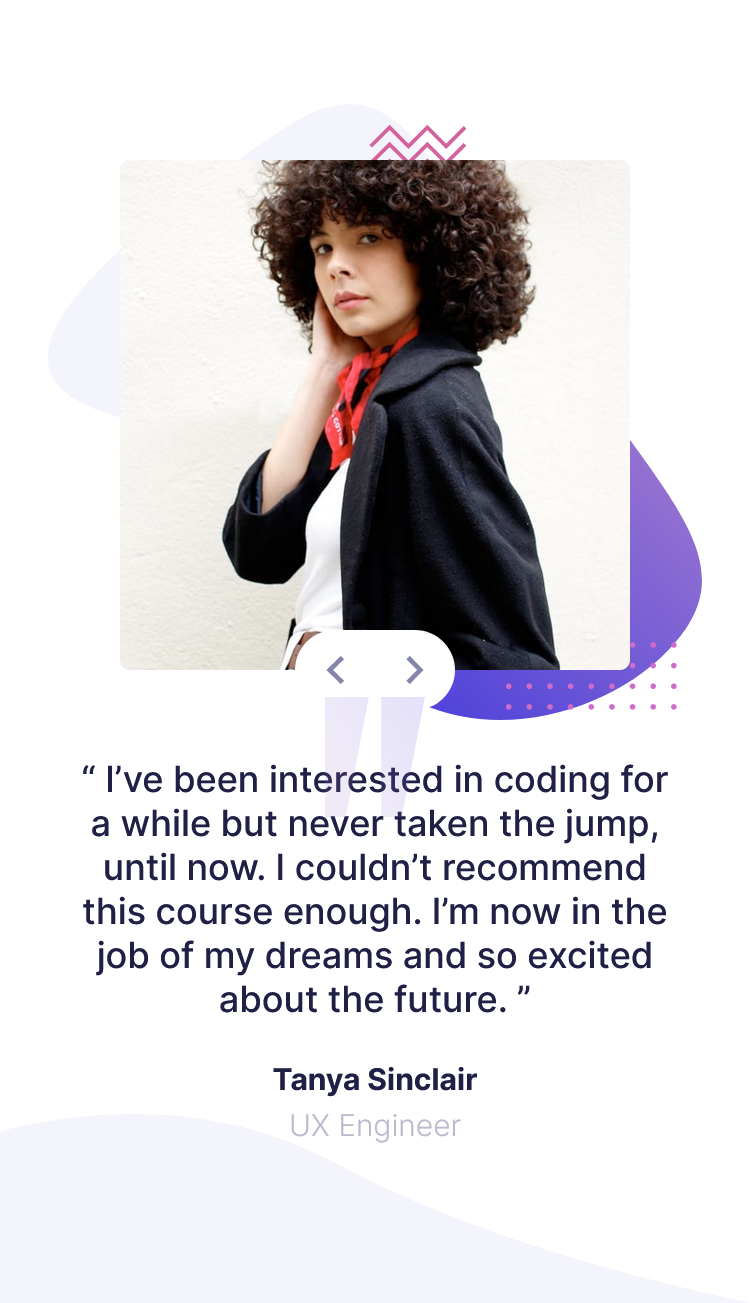 “ I’ve been interested in coding for
a while but never taken the jump,
until now. I couldn’t recommend
this course enough. I’m now in the
job of my dreams and so excited
about the future. ”
Tanya Sinclair
UX Engineer